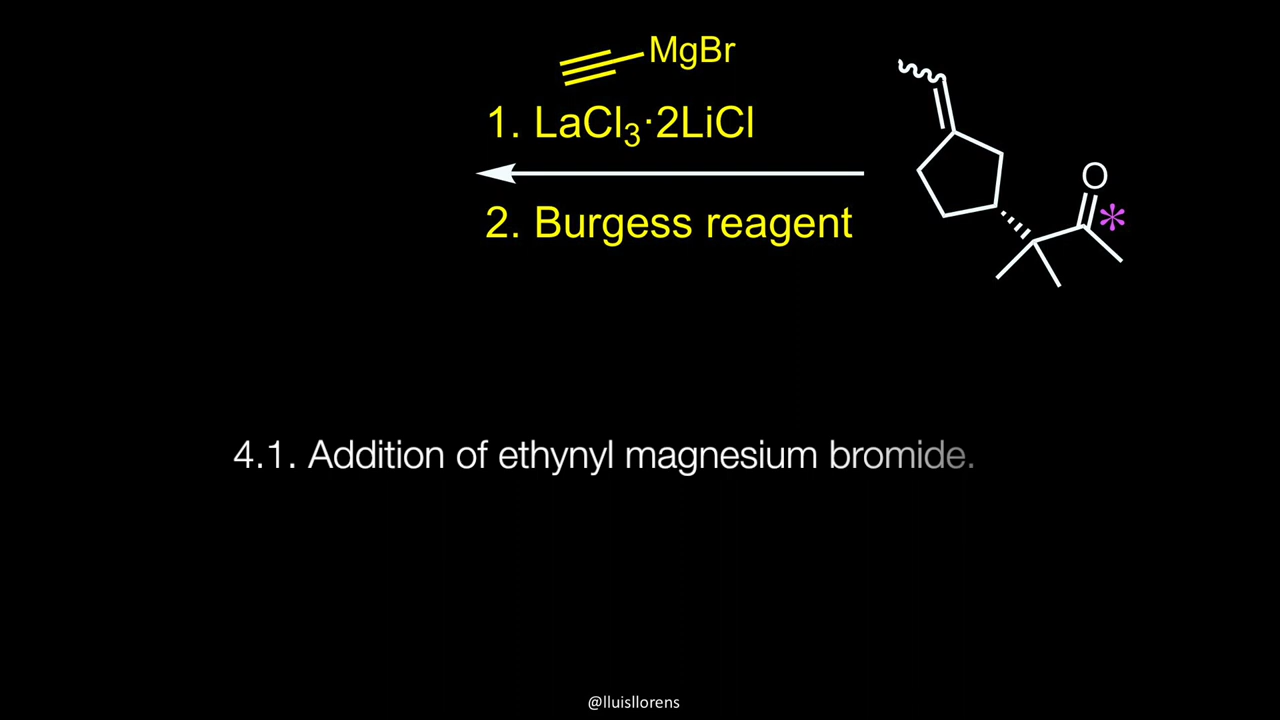 MgBr
1. LaCl₃·2LiCl
2. Burgess reagent
O
*
4.1. Addition of ethynyl magnesium bromide.
@lluisllorens